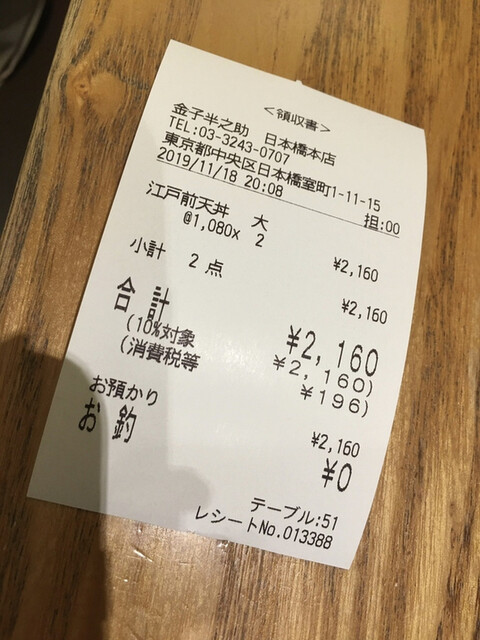 <領収書>
金子半之助 日本橋本店
TEL:03-3243-0707
東京都中央区日本橋室町1-11-15
2019/11/18 20:08 担:00
江戸前天丼 大
@1,080x 2 ¥2,160
小計 2点 ¥2,160
合計 ¥2,160
(10%対象 ¥2,160)
(消費税等 ¥196)
お預かり ¥2,160
お釣 ¥0
テーブル:51
レシートNo.013388